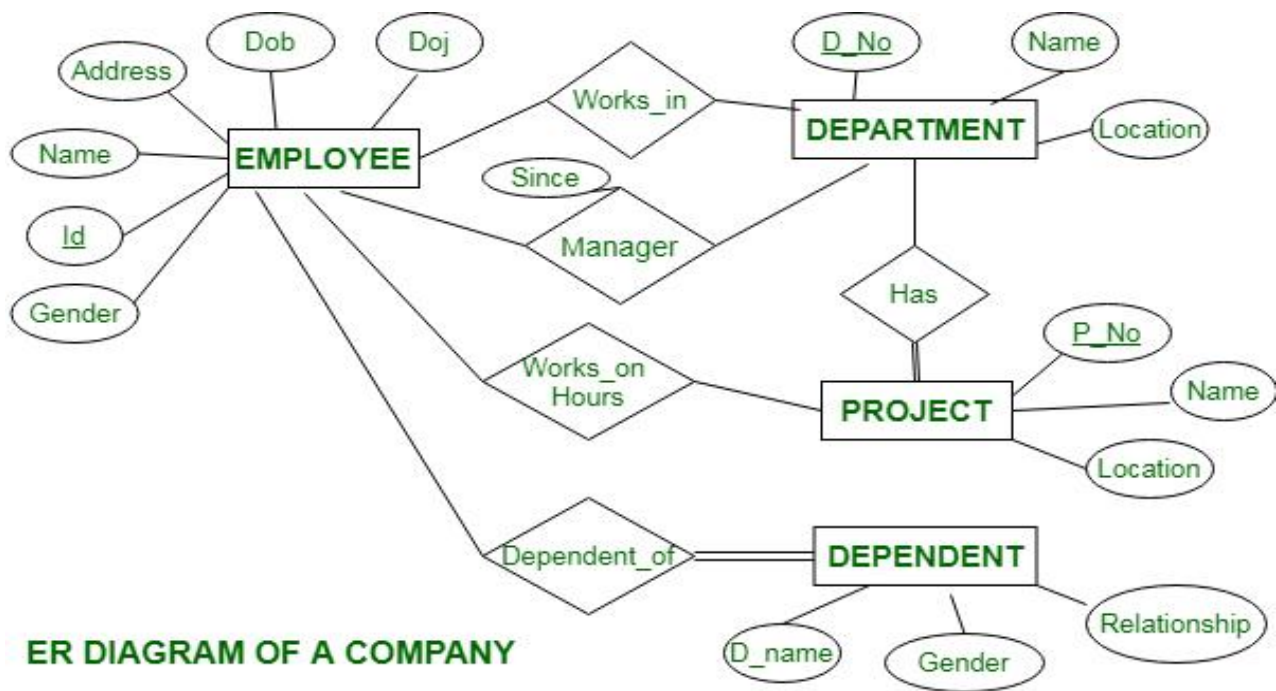 Dob
Doj
D_No
Name
Address
Works_in
DEPARTMENT
Location
Name
EMPLOYEE
Since
Id
Manager
Gender
Has
P_No
Works_on
Hours
Name
PROJECT
Location
Dependent_of
DEPENDENT
D_name
Gender
Relationship
ER DIAGRAM OF A COMPANY